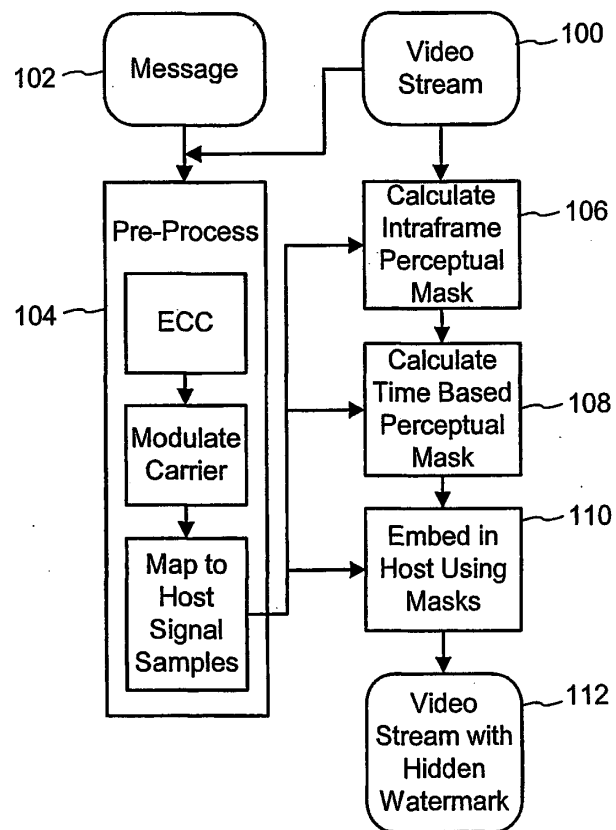 102
Message
Video
Stream
100
Pre-Process
104
ECC
Modulate
Carrier
Map to
Host
Signal
Samples
Calculate
Intraframe
Perceptual
Mask
106
Calculate
Time Based
Perceptual
Mask
108
Embed in
Host Using
Masks
110
Video
Stream with
Hidden
Watermark
112